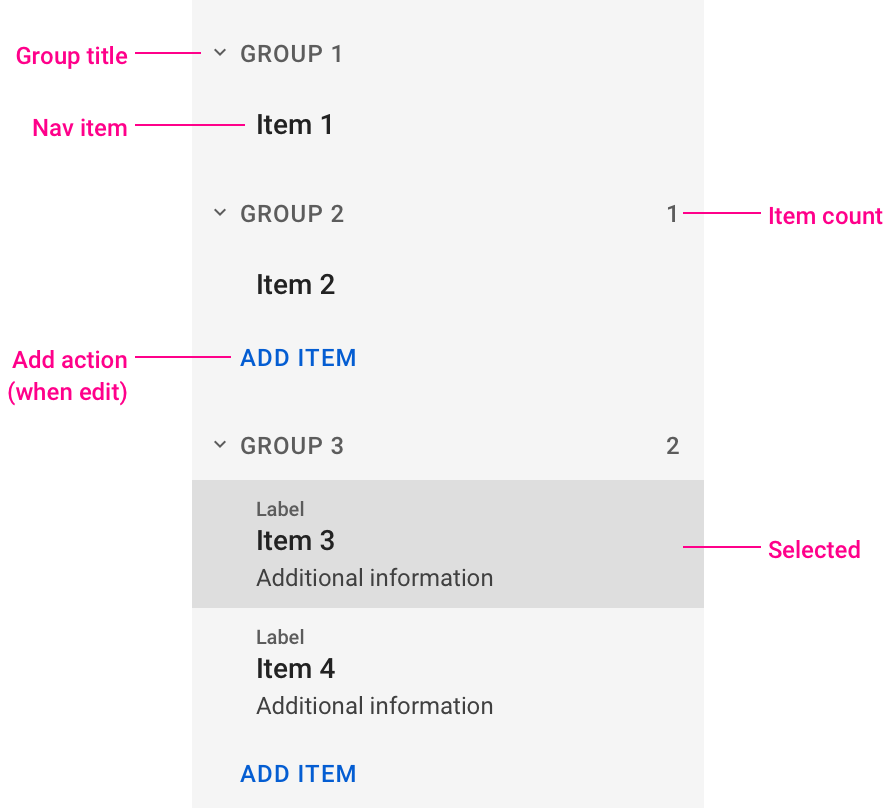 Group title
GROUP 1
Nav item
Item 1
GROUP 2
1
Item count
Item 2
Add action
(when edit)
ADD ITEM
GROUP 3
2
Label
Item 3
Additional information
Selected
Label
Item 4
Additional information
ADD ITEM